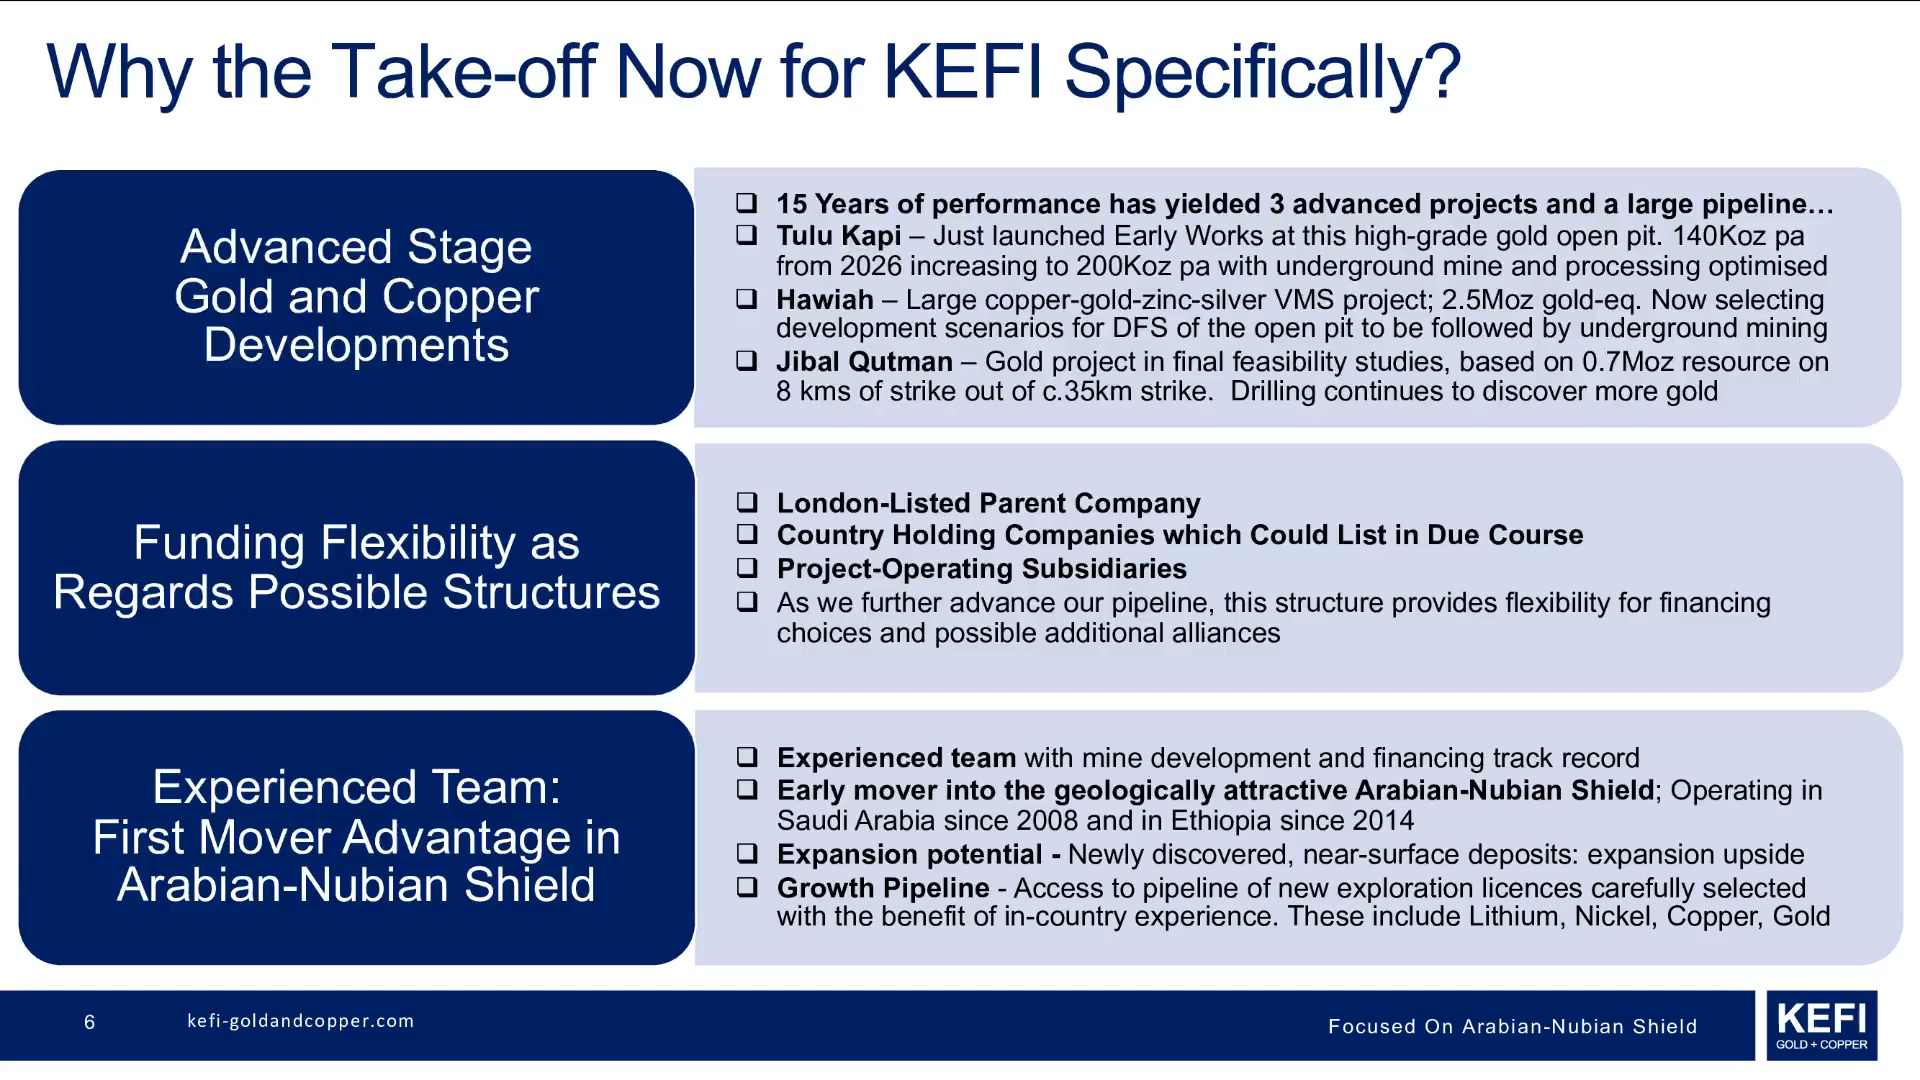 Why the Take-off Now for KEFI Specifically?
Advanced Stage
Gold and Copper
Developments
❑ 15 Years of performance has yielded 3 advanced projects and a large pipeline…
❑ Tulu Kapi – Just launched Early Works at this high-grade gold open pit. 140Koz pa
from 2026 increasing to 200Koz pa with underground mine and processing optimised
❑ Hawiah – Large copper-gold-zinc-silver VMS project; 2.5Moz gold-eq. Now selecting
development scenarios for DFS of the open pit to be followed by underground mining
❑ Jibal Qutman – Gold project in final feasibility studies, based on 0.7Moz resource on
8 kms of strike out of c.35km strike.  Drilling continues to discover more gold
Funding Flexibility as
Regards Possible Structures
❑ London-Listed Parent Company
❑ Country Holding Companies which Could List in Due Course
❑ Project-Operating Subsidiaries
❑ As we further advance our pipeline, this structure provides flexibility for financing
choices and possible additional alliances
Experienced Team:
First Mover Advantage in
Arabian-Nubian Shield
❑ Experienced team with mine development and financing track record
❑ Early mover into the geologically attractive Arabian-Nubian Shield; Operating in
Saudi Arabia since 2008 and in Ethiopia since 2014
❑ Expansion potential - Newly discovered, near-surface deposits: expansion upside
❑ Growth Pipeline - Access to pipeline of new exploration licences carefully selected
with the benefit of in-country experience. These include Lithium, Nickel, Copper, Gold
6
kefi-goldandcopper.com
Focused On Arabian-Nubian Shield
KEFI
GOLD + COPPER